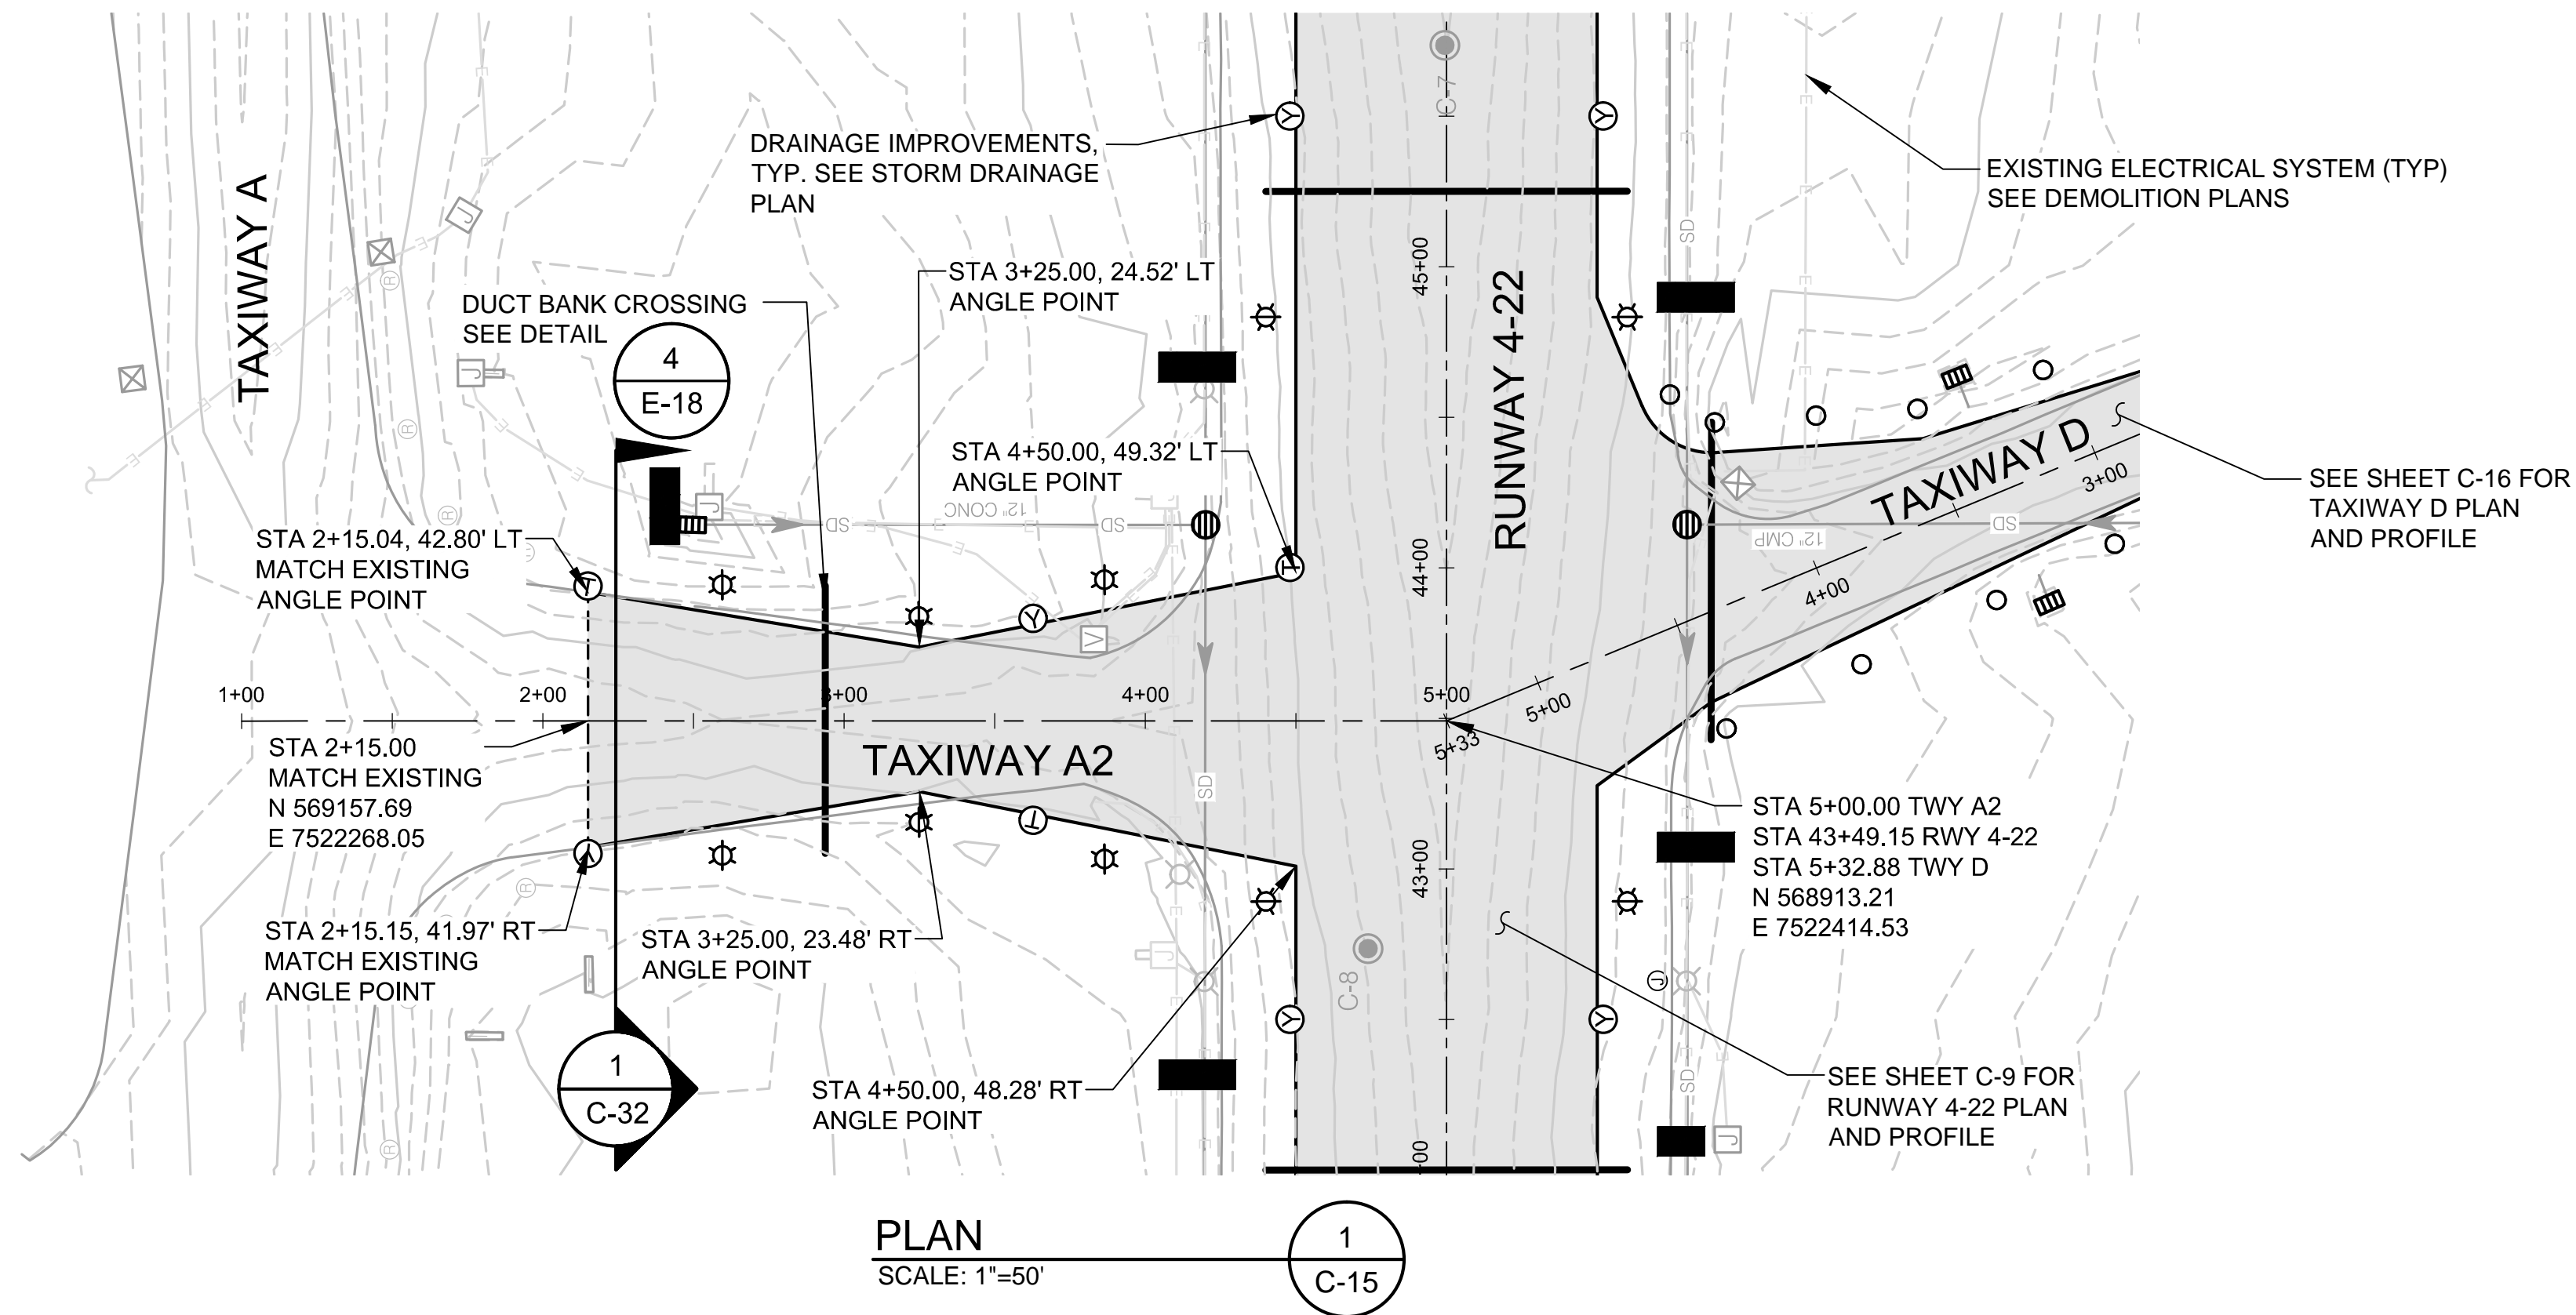 TAXIWAY A
DRAINAGE IMPROVEMENTS,
TYP. SEE STORM DRAINAGE
PLAN
C-7
EXISTING ELECTRICAL SYSTEM (TYP)
SEE DEMOLITION PLANS
STA 3+25.00, 24.52' LT
ANGLE POINT
DUCT BANK CROSSING
SEE DETAIL
4
E-18
45+00
RUNWAY 4-22
STA 4+50.00, 49.32' LT
ANGLE POINT
TAXIWAY D
3+00
SEE SHEET C-16 FOR
TAXIWAY D PLAN
AND PROFILE
12" CONC
SD
SD
SD
SD
12" CMP
STA 2+15.04, 42.80' LT
MATCH EXISTING
ANGLE POINT
44+00
4+00
1+00
2+00
3+00
4+00
5+00
5+00
5+33
STA 2+15.00
MATCH EXISTING
N 569157.69
E 7522268.05
TAXIWAY A2
SD
STA 5+00.00 TWY A2
STA 43+49.15 RWY 4-22
STA 5+32.88 TWY D
N 568913.21
E 7522414.53
43+00
STA 2+15.15, 41.97' RT
MATCH EXISTING
ANGLE POINT
STA 3+25.00, 23.48' RT
ANGLE POINT
C-8
1
C-32
STA 4+50.00, 48.28' RT
ANGLE POINT
SD
+00
SEE SHEET C-9 FOR
RUNWAY 4-22 PLAN
AND PROFILE
PLAN
SCALE: 1"=50'
1
C-15